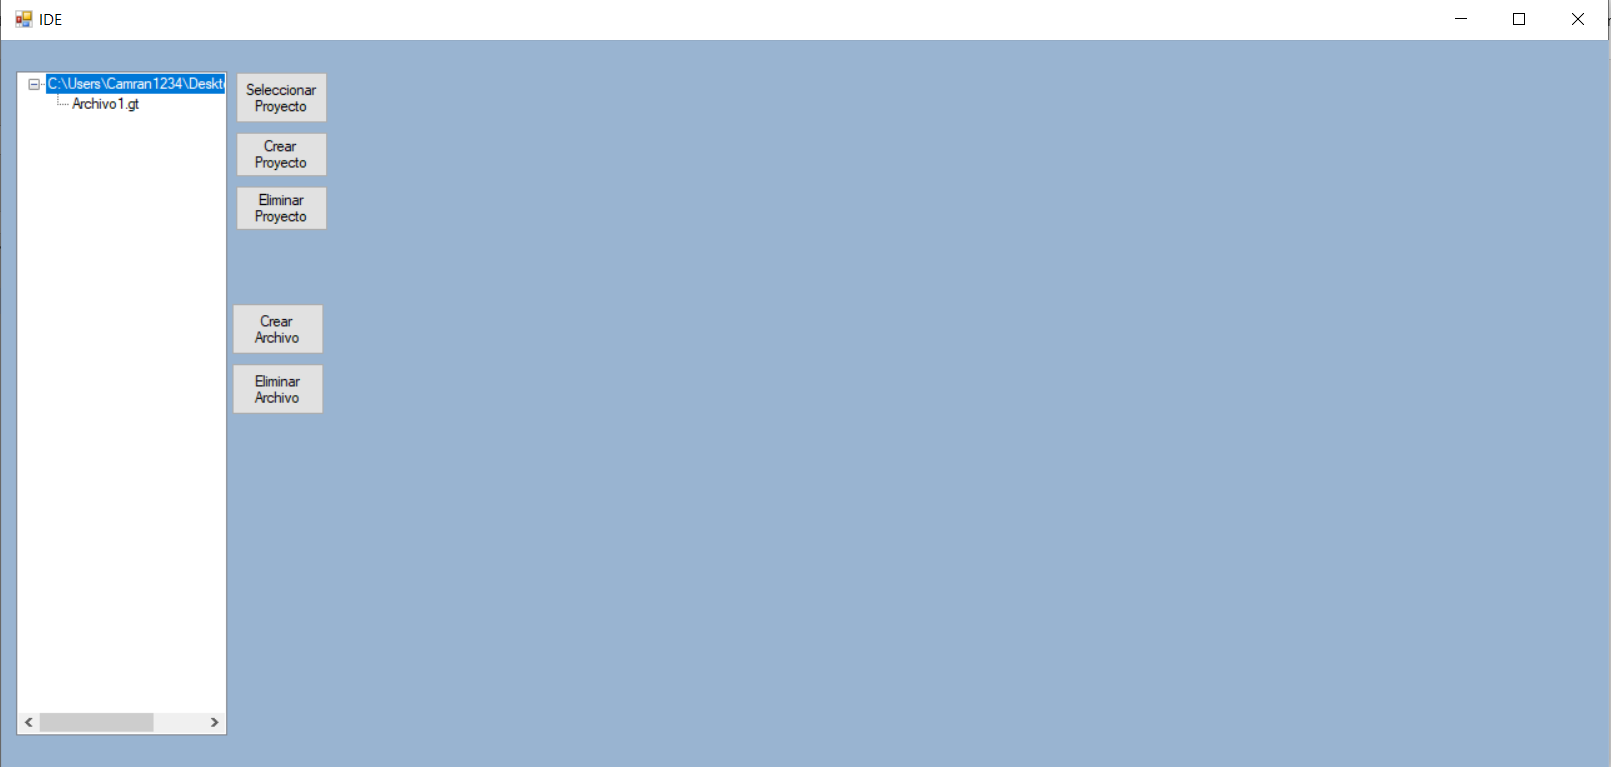 IDE
C:\Users\Camran1234\Deskt
Archivo1.gt
Seleccionar
Proyecto
Crear
Proyecto
Eliminar
Proyecto
Crear
Archivo
Eliminar
Archivo